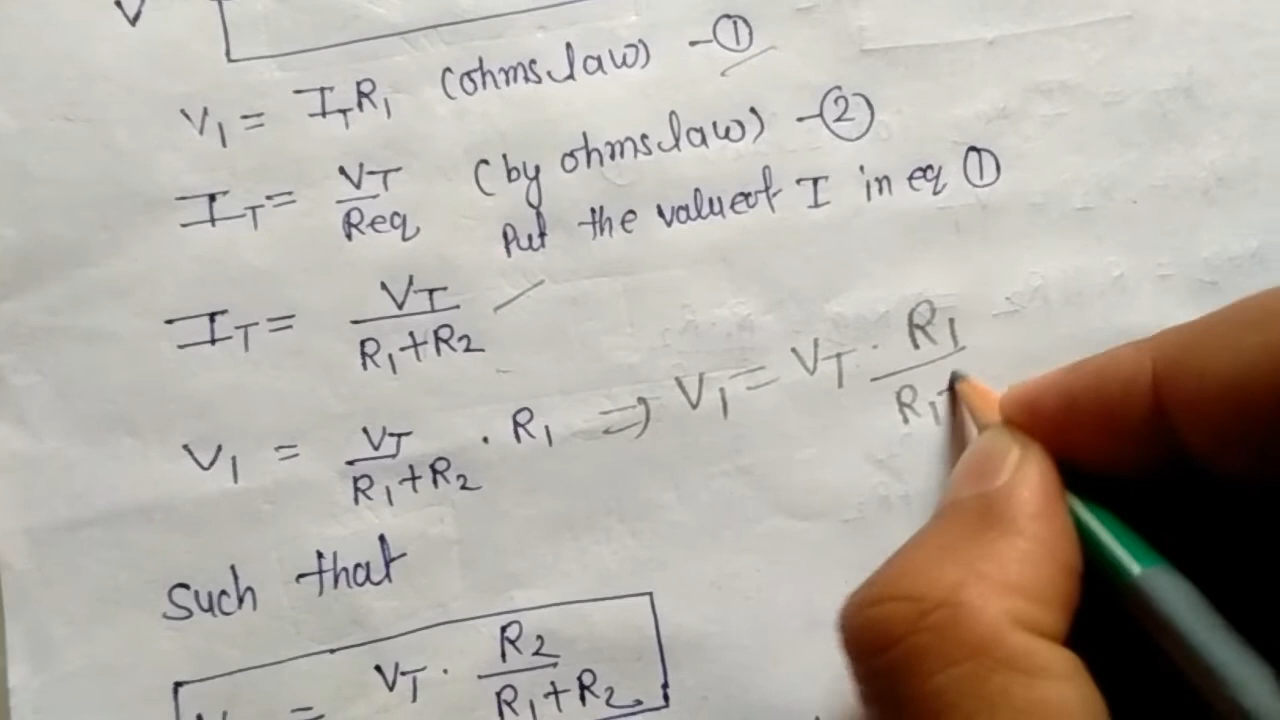 V
V1 = ITR1 (ohms law) -①
IT = VT/Req (by ohms law) -②
Put the value of I in eq ①
IT = VT/R1+R2
V1 = VT/R1+R2 . R1 => V1 = VT . R1/R1+
Such that
= VT . R2/R1+R2